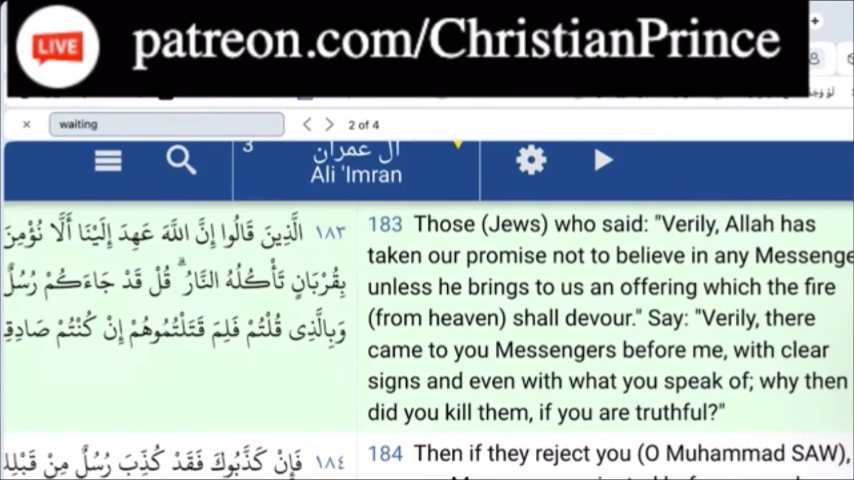 LIVE
patreon.com/ChristianPrince
waiting
2 of 4
3
آل عمران
Ali 'Imran
١٨٣ الَّذِينَ قَالُوا إِنَّ اللَّهَ عَهِدَ إِلَيْنَا أَلَّا نُؤْمِنَ
بِقُرْبَانٍ تَأْكُلُهُ النَّارُ ۗ قُلْ قَدْ جَاءَكُمْ رُسُلٌ
وَبِالَّذِى قُلْتُمْ فَلِمَ قَتَلْتُمُوهُمْ إِنْ كُنْتُمْ صَادِقِ
183 Those (Jews) who said: "Verily, Allah has
taken our promise not to believe in any Messenge
unless he brings to us an offering which the fire
(from heaven) shall devour." Say: "Verily, there
came to you Messengers before me, with clear
signs and even with what you speak of; why then
did you kill them, if you are truthful?"
١٨٤ فَإِنْ كَذَّبُوكَ فَقَدْ كُذِّبَ رُسُلٌ مِنْ قَبْلِكَ
184 Then if they reject you (O Muhammad SAW),